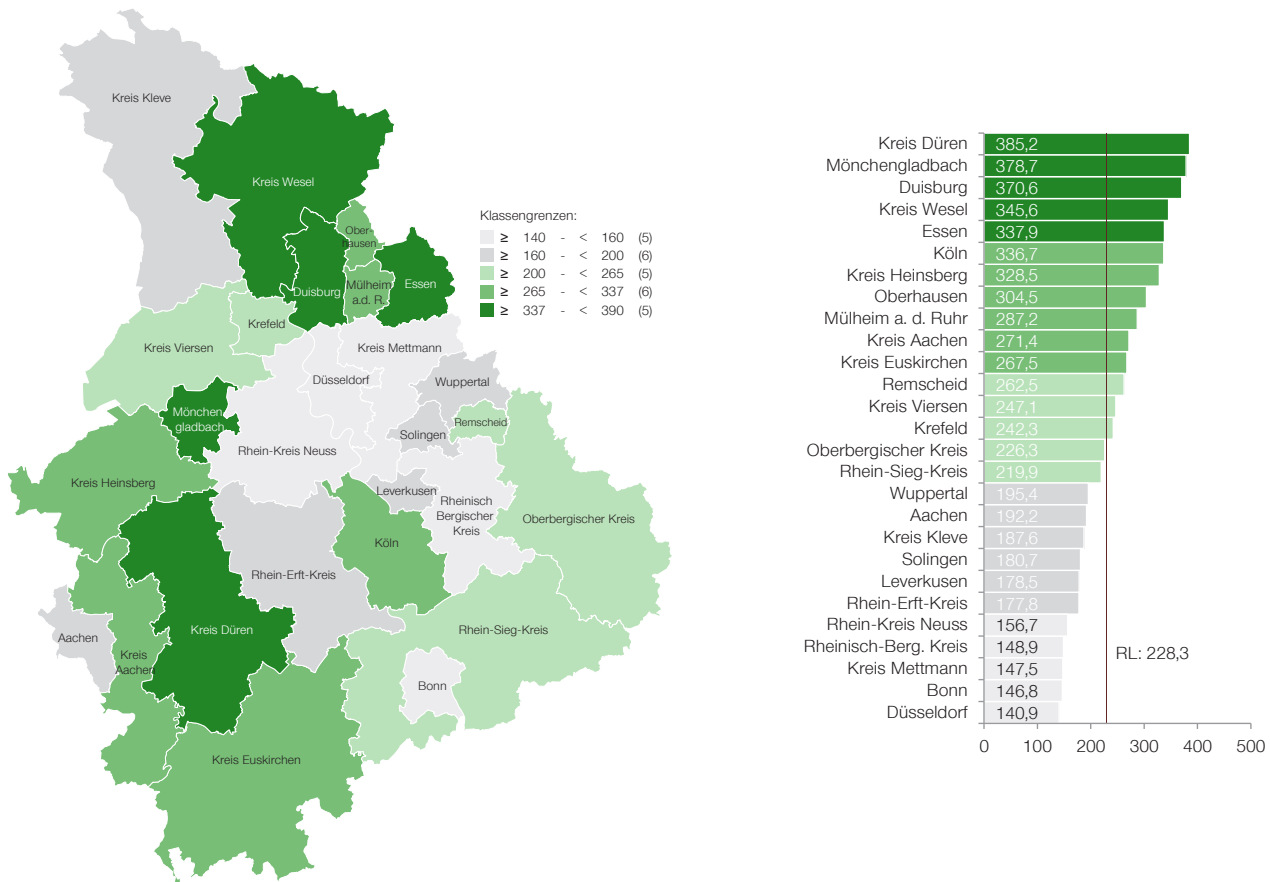 Kreis Kleve
Kreis Wesel
Ober-
hausen
Duisburg
Mülheim
a.d. R.
Essen
Krefeld
Kreis Viersen
Kreis Mettmann
Düsseldorf
Wuppertal
Mönchen
gladbach
Remscheid
Solingen
Rhein-Kreis Neuss
Kreis Heinsberg
Leverkusen
Rheinisch
Bergischer
Kreis
Oberbergischer Kreis
Köln
Rhein-Erft-Kreis
Aachen
Kreis Düren
Rhein-Sieg-Kreis
Kreis
Aachen
Bonn
Kreis Euskirchen
Klassengrenzen:
≥ 140 - < 160 (5)
≥ 160 - < 200 (6)
≥ 200 - < 265 (5)
≥ 265 - < 337 (6)
≥ 337 - < 390 (5)
Kreis Düren 385,2
Mönchengladbach 378,7
Duisburg 370,6
Kreis Wesel 345,6
Essen 337,9
Köln 336,7
Kreis Heinsberg 328,5
Oberhausen 304,5
Mülheim a. d. Ruhr 287,2
Kreis Aachen 271,4
Kreis Euskirchen 267,5
Remscheid 262,5
Kreis Viersen 247,1
Krefeld 242,3
Oberbergischer Kreis 226,3
Rhein-Sieg-Kreis 219,9
Wuppertal 195,4
Aachen 192,2
Kreis Kleve 187,6
Solingen 180,7
Leverkusen 178,5
Rhein-Erft-Kreis 177,8
Rhein-Kreis Neuss 156,7
Rheinisch-Berg. Kreis 148,9
RL: 228,3
Kreis Mettmann 147,5
Bonn 146,8
Düsseldorf 140,9
0 100 200 300 400 500